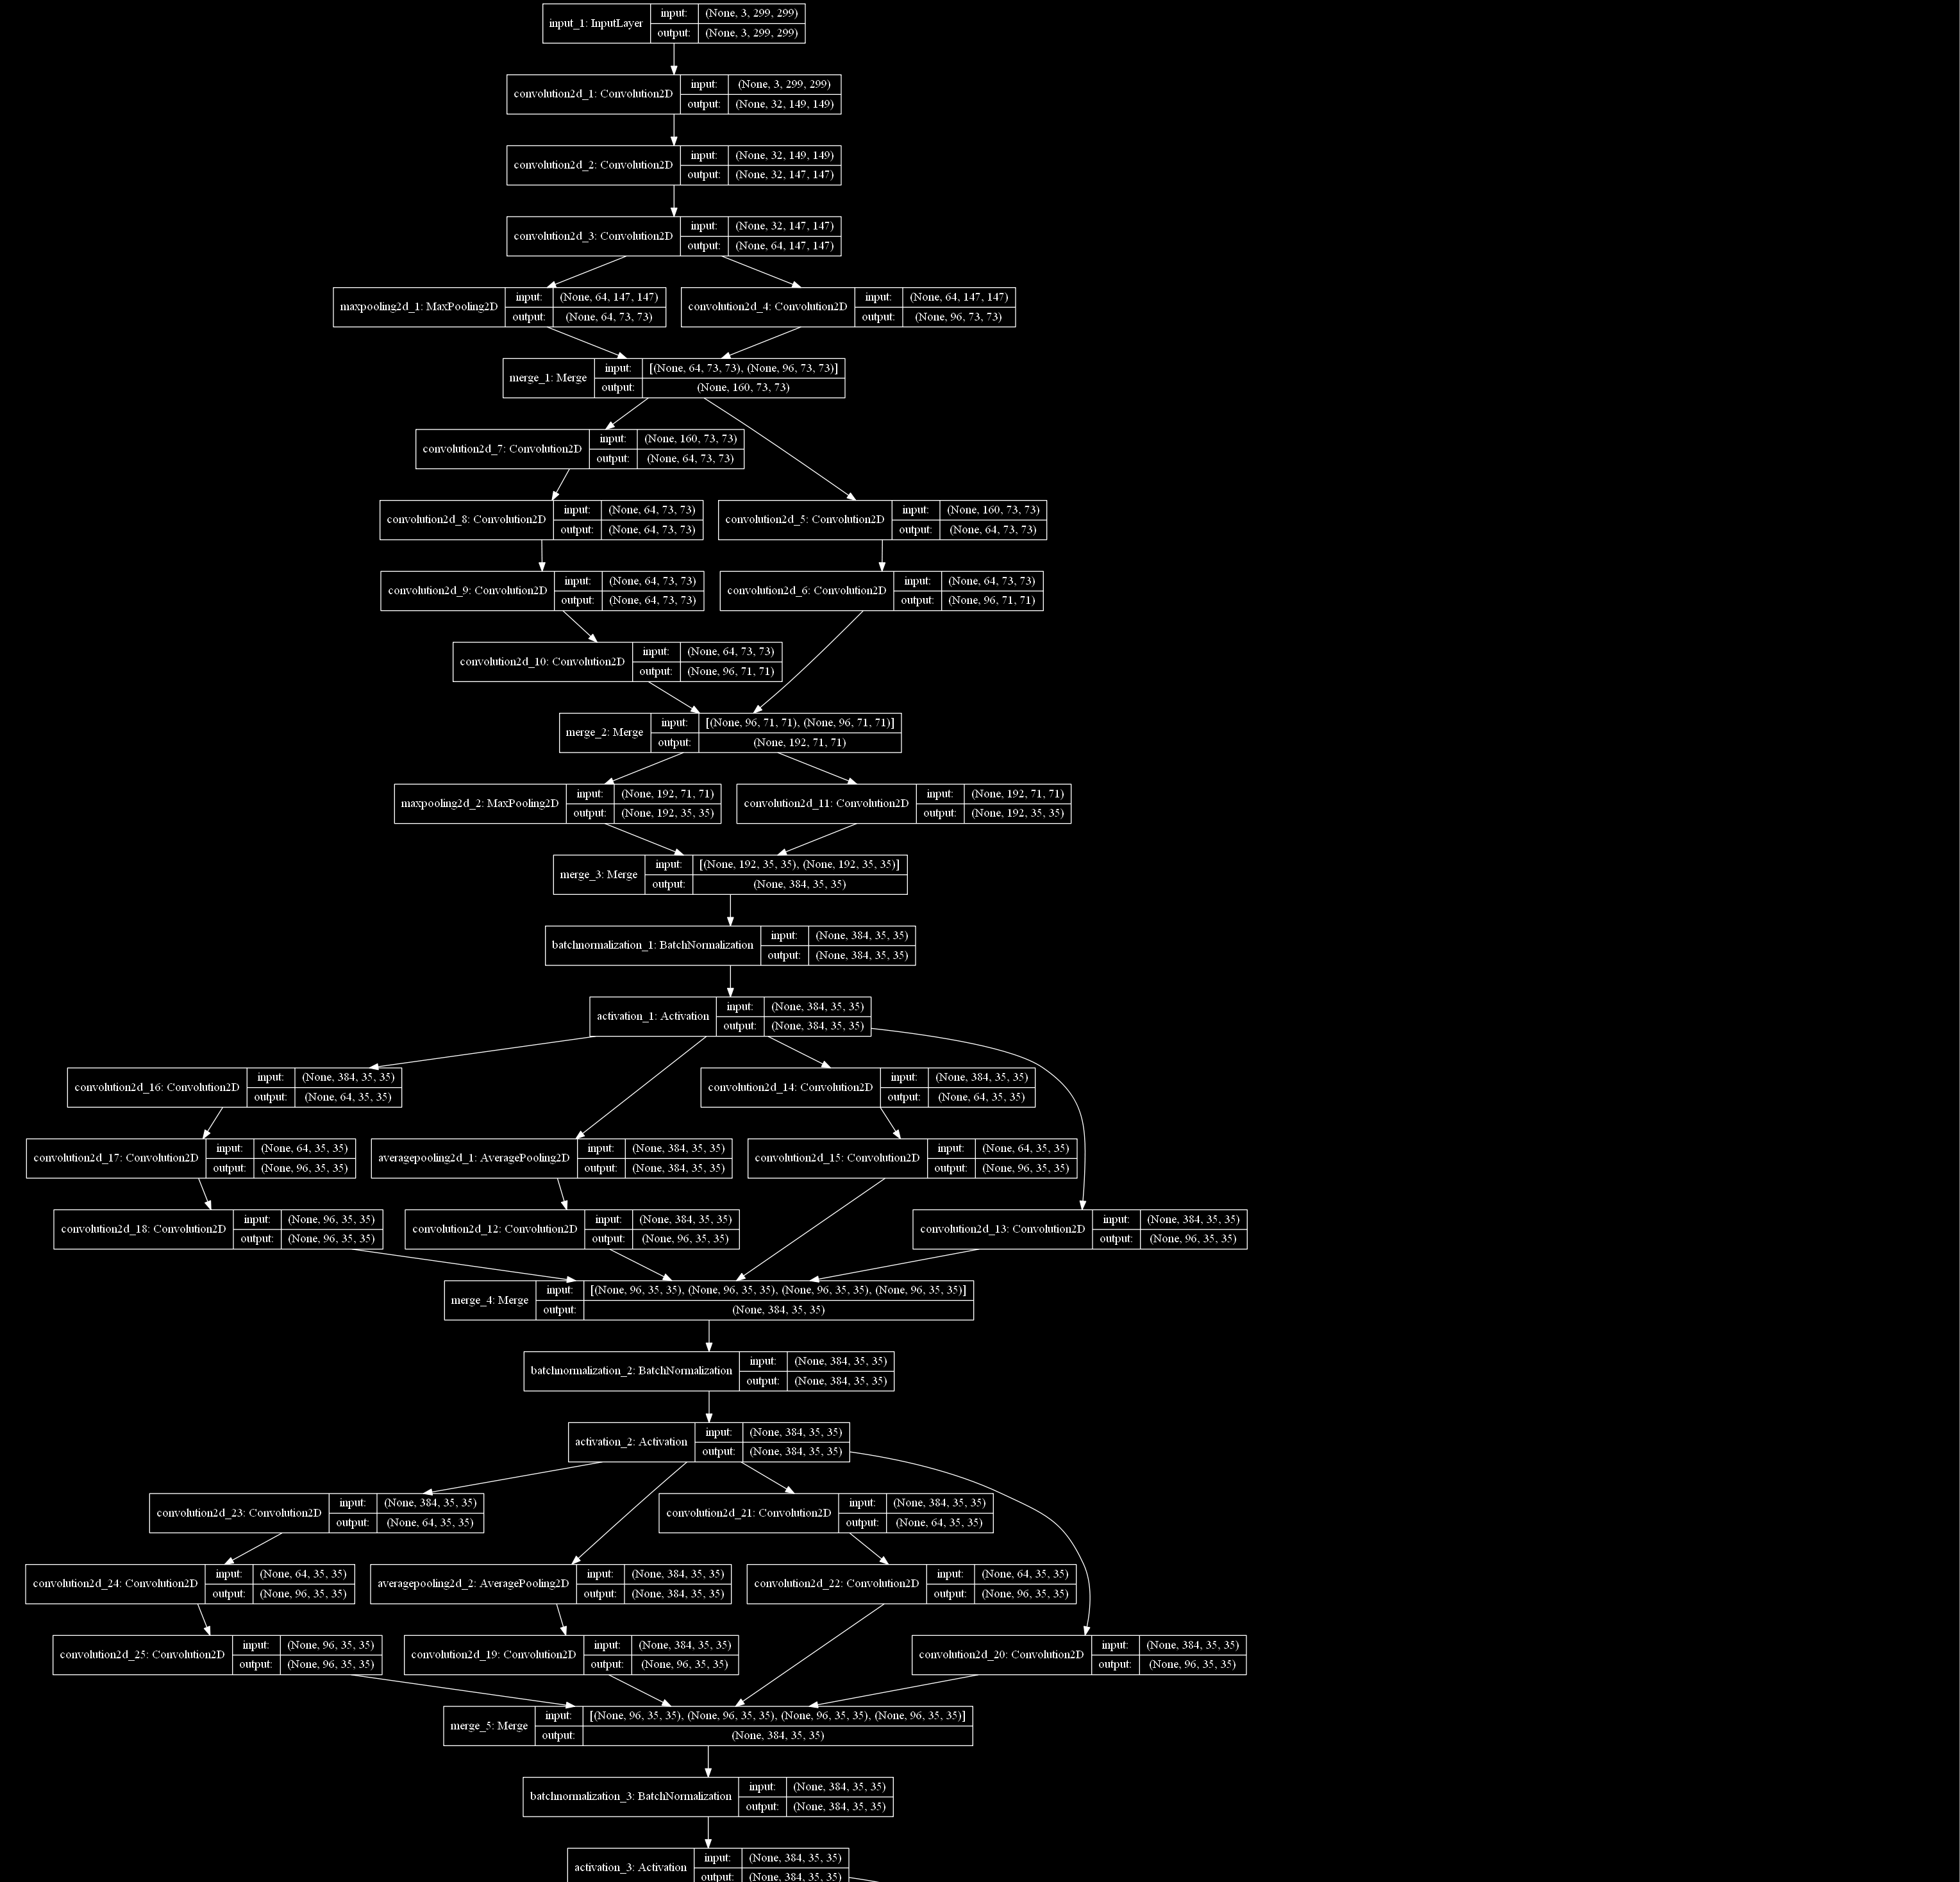 input_1: InputLayer
input: (None, 3, 299, 299)
output: (None, 3, 299, 299)
convolution2d_1: Convolution2D
input: (None, 3, 299, 299)
output: (None, 32, 149, 149)
convolution2d_2: Convolution2D
input: (None, 32, 149, 149)
output: (None, 32, 147, 147)
convolution2d_3: Convolution2D
input: (None, 32, 147, 147)
output: (None, 64, 147, 147)
maxpooling2d_1: MaxPooling2D
input: (None, 64, 147, 147)
output: (None, 64, 73, 73)
convolution2d_4: Convolution2D
input: (None, 64, 147, 147)
output: (None, 96, 73, 73)
merge_1: Merge
input: [(None, 64, 73, 73), (None, 96, 73, 73)]
output: (None, 160, 73, 73)
convolution2d_7: Convolution2D
input: (None, 160, 73, 73)
output: (None, 64, 73, 73)
convolution2d_8: Convolution2D
input: (None, 64, 73, 73)
output: (None, 64, 73, 73)
convolution2d_5: Convolution2D
input: (None, 160, 73, 73)
output: (None, 64, 73, 73)
convolution2d_9: Convolution2D
input: (None, 64, 73, 73)
output: (None, 64, 73, 73)
convolution2d_6: Convolution2D
input: (None, 64, 73, 73)
output: (None, 96, 71, 71)
convolution2d_10: Convolution2D
input: (None, 64, 73, 73)
output: (None, 96, 71, 71)
merge_2: Merge
input: [(None, 96, 71, 71), (None, 96, 71, 71)]
output: (None, 192, 71, 71)
maxpooling2d_2: MaxPooling2D
input: (None, 192, 71, 71)
output: (None, 192, 35, 35)
convolution2d_11: Convolution2D
input: (None, 192, 71, 71)
output: (None, 192, 35, 35)
merge_3: Merge
input: [(None, 192, 35, 35), (None, 192, 35, 35)]
output: (None, 384, 35, 35)
batchnormalization_1: BatchNormalization
input: (None, 384, 35, 35)
output: (None, 384, 35, 35)
activation_1: Activation
input: (None, 384, 35, 35)
output: (None, 384, 35, 35)
convolution2d_16: Convolution2D
input: (None, 384, 35, 35)
output: (None, 64, 35, 35)
convolution2d_14: Convolution2D
input: (None, 384, 35, 35)
output: (None, 64, 35, 35)
convolution2d_17: Convolution2D
input: (None, 64, 35, 35)
output: (None, 96, 35, 35)
averagepooling2d_1: AveragePooling2D
input: (None, 384, 35, 35)
output: (None, 384, 35, 35)
convolution2d_15: Convolution2D
input: (None, 64, 35, 35)
output: (None, 96, 35, 35)
convolution2d_18: Convolution2D
input: (None, 96, 35, 35)
output: (None, 96, 35, 35)
convolution2d_12: Convolution2D
input: (None, 384, 35, 35)
output: (None, 96, 35, 35)
convolution2d_13: Convolution2D
input: (None, 384, 35, 35)
output: (None, 96, 35, 35)
merge_4: Merge
input: [(None, 96, 35, 35), (None, 96, 35, 35), (None, 96, 35, 35), (None, 96, 35, 35)]
output: (None, 384, 35, 35)
batchnormalization_2: BatchNormalization
input: (None, 384, 35, 35)
output: (None, 384, 35, 35)
activation_2: Activation
input: (None, 384, 35, 35)
output: (None, 384, 35, 35)
convolution2d_23: Convolution2D
input: (None, 384, 35, 35)
output: (None, 64, 35, 35)
convolution2d_21: Convolution2D
input: (None, 384, 35, 35)
output: (None, 64, 35, 35)
convolution2d_24: Convolution2D
input: (None, 64, 35, 35)
output: (None, 96, 35, 35)
averagepooling2d_2: AveragePooling2D
input: (None, 384, 35, 35)
output: (None, 384, 35, 35)
convolution2d_22: Convolution2D
input: (None, 64, 35, 35)
output: (None, 96, 35, 35)
convolution2d_25: Convolution2D
input: (None, 96, 35, 35)
output: (None, 96, 35, 35)
convolution2d_19: Convolution2D
input: (None, 384, 35, 35)
output: (None, 96, 35, 35)
convolution2d_20: Convolution2D
input: (None, 384, 35, 35)
output: (None, 96, 35, 35)
merge_5: Merge
input: [(None, 96, 35, 35), (None, 96, 35, 35), (None, 96, 35, 35), (None, 96, 35, 35)]
output: (None, 384, 35, 35)
batchnormalization_3: BatchNormalization
input: (None, 384, 35, 35)
output: (None, 384, 35, 35)
activation_3: Activation
input: (None, 384, 35, 35)
output: (None, 384, 35, 35)